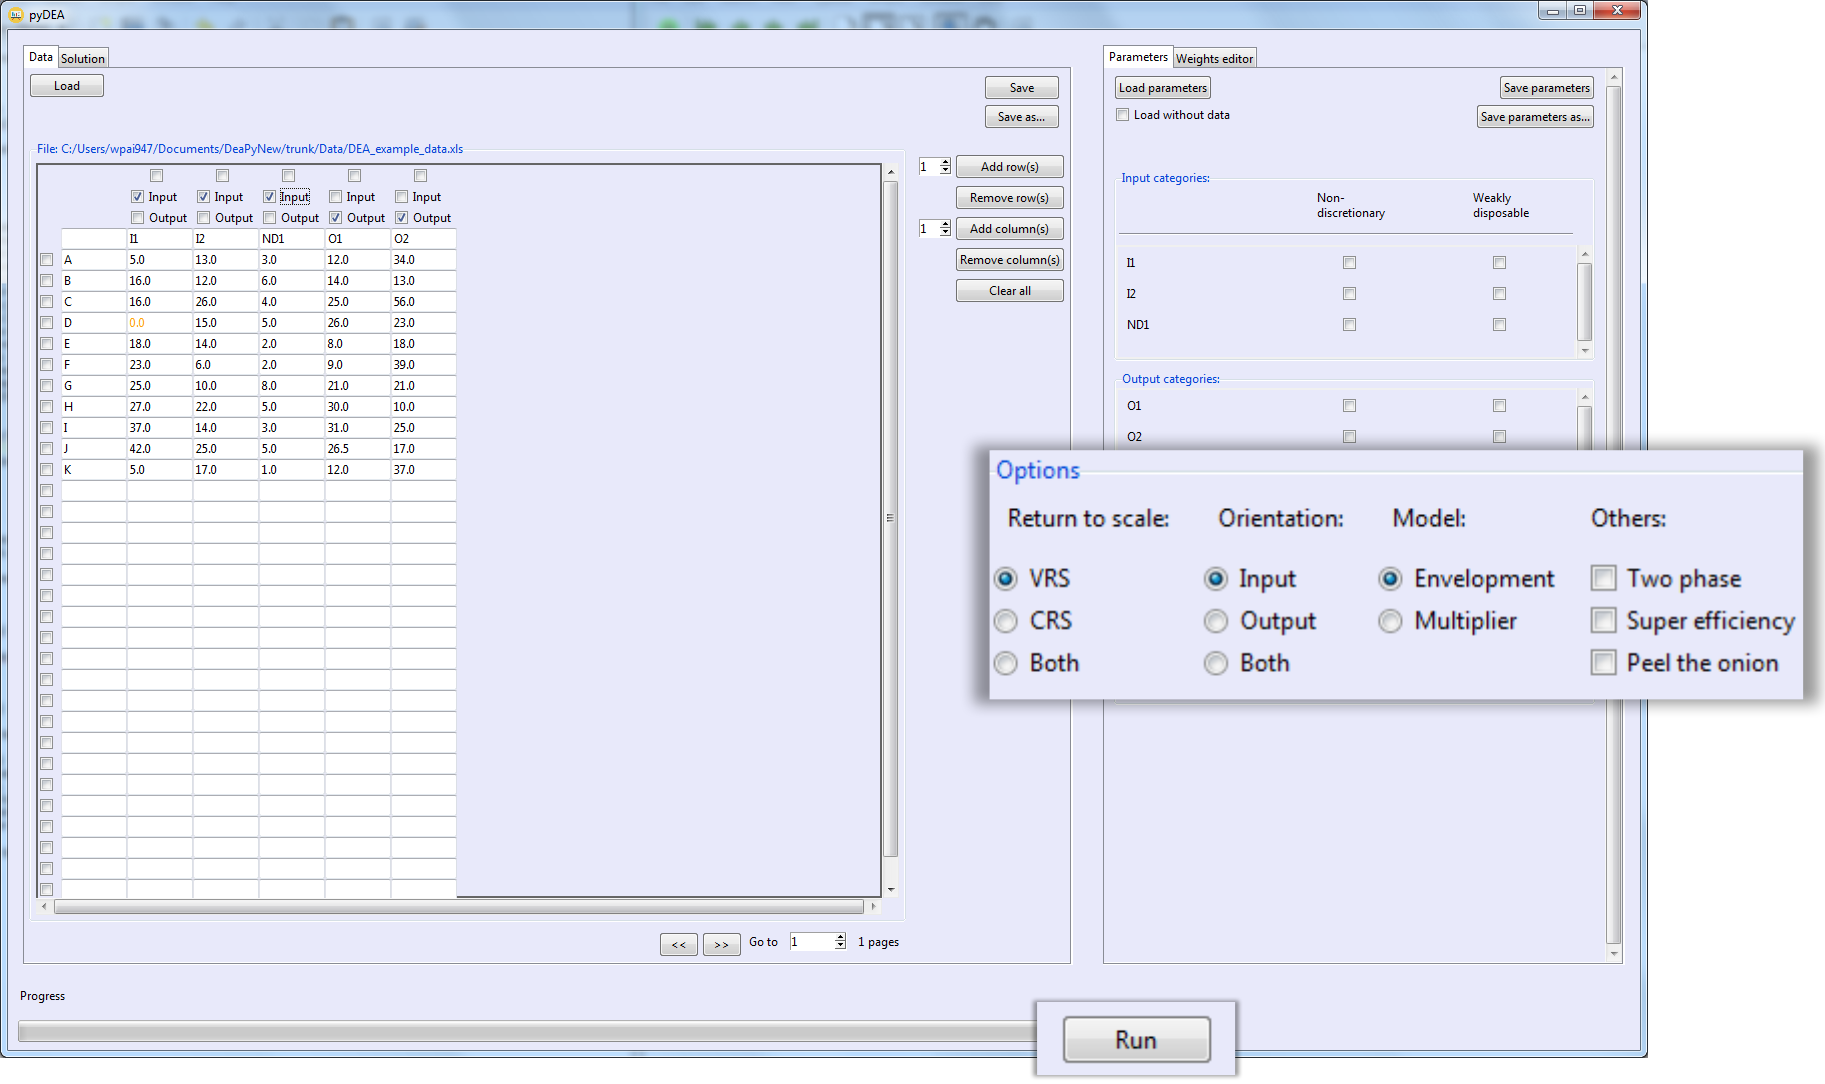 pyDEA
Data Solution
Load
Save
Save as...
File: C:/Users/wpai947/Documents/DeaPyNew/trunk/Data/DEA_example_data.xls
Input Input Input Input Input
Output Output Output Output Output
I1 I2 ND1 O1 O2
A 5.0 13.0 3.0 12.0 34.0
B 16.0 12.0 6.0 14.0 13.0
C 16.0 26.0 4.0 25.0 56.0
D 0.0 15.0 5.0 26.0 23.0
E 18.0 14.0 2.0 8.0 18.0
F 23.0 6.0 2.0 9.0 39.0
G 25.0 10.0 8.0 21.0 21.0
H 27.0 22.0 5.0 30.0 10.0
I 37.0 14.0 3.0 31.0 25.0
J 42.0 25.0 5.0 26.5 17.0
K 5.0 17.0 1.0 12.0 37.0
1 Add row(s)
Remove row(s)
1 Add column(s)
Remove column(s)
Clear all
<< >> Go to 1 1 pages
Parameters Weights editor
Load parameters Save parameters
Load without data Save parameters as...
Input categories:
Non-
discretionary
Weakly
disposable
I1
I2
ND1
Output categories:
O1
O2
Options
Return to scale: Orientation: Model: Others:
VRS Input Envelopment Two phase
CRS Output Multiplier Super efficiency
Both Both Peel the onion
Progress
Run